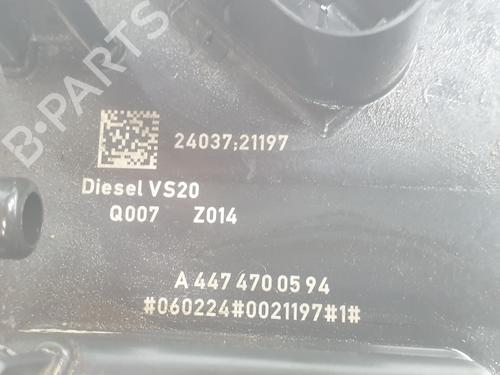 B-PARTS
24037;21197
Diesel VS20
Q007 Z014
A 447 470 05 94
#060224#0021197#1#